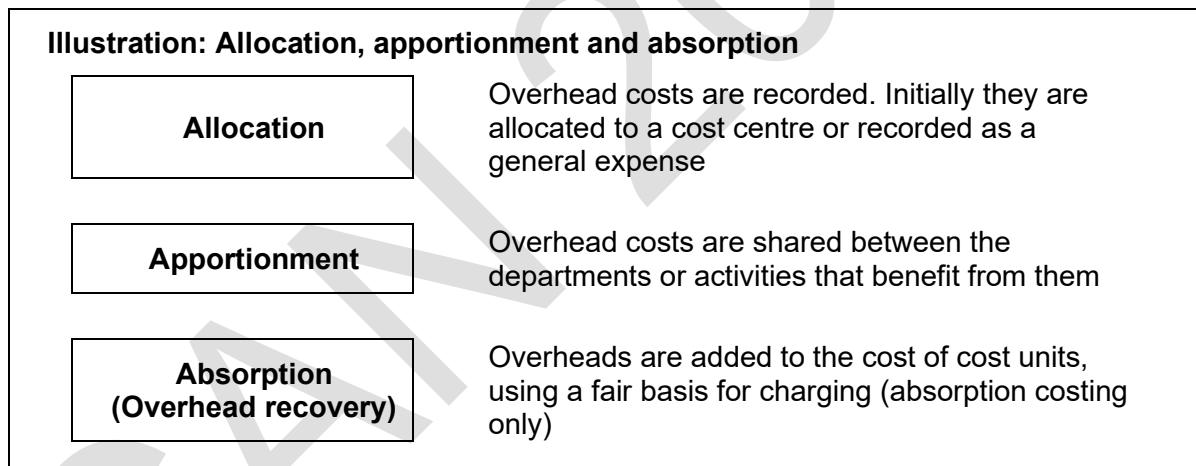 Illustration: Allocation, apportionment and absorption
Allocation
Overhead costs are recorded. Initially they are
allocated to a cost centre or recorded as a
general expense
Apportionment
Overhead costs are shared between the
departments or activities that benefit from them
Absorption
(Overhead recovery)
Overheads are added to the cost of cost units,
using a fair basis for charging (absorption costing
only)